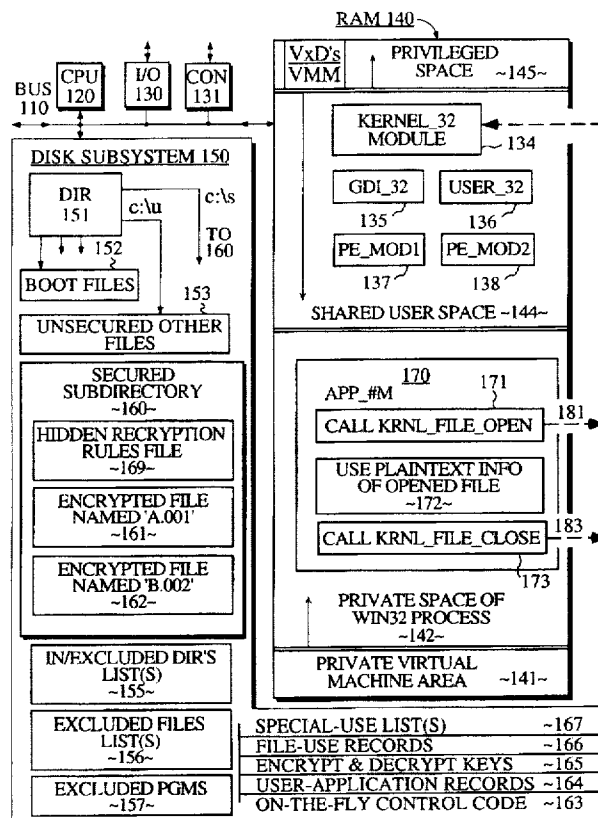 RAM 140
VxD's
VMM
PRIVILEGED
SPACE ~145~
CPU
120
I/O
130
CON
131
BUS
110
KERNEL_32
MODULE
134
GDI_32
135
USER_32
136
PE_MOD1
137
PE_MOD2
138
SHARED USER SPACE ~144~
DISK SUBSYSTEM 150
DIR
151
c:\s
c:\u
TO
160
152
BOOT FILES
153
UNSECURED OTHER
FILES
SECURED
SUBDIRECTORY
~160~
HIDDEN RECRYPTION
RULES FILE
~169~
ENCRYPTED FILE
NAMED 'A.001'
~161~
ENCRYPTED FILE
NAMED 'B.002'
~162~
170
171
APP_#M
CALL KRNL_FILE_OPEN
181
USE PLAINTEXT INFO
OF OPENED FILE
~172~
183
CALL KRNL_FILE_CLOSE
173
PRIVATE SPACE OF
WIN32 PROCESS
~142~
PRIVATE VIRTUAL
MACHINE AREA ~141~
IN/EXCLUDED DIR'S
LIST(S)
~155~
EXCLUDED FILES
LIST(S)
~156~
EXCLUDED PGMS
~157~
SPECIAL-USE LIST(S) ~167
FILE-USE RECORDS ~166
ENCRYPT & DECRYPT KEYS ~165
USER-APPLICATION RECORDS ~164
ON-THE-FLY CONTROL CODE ~163